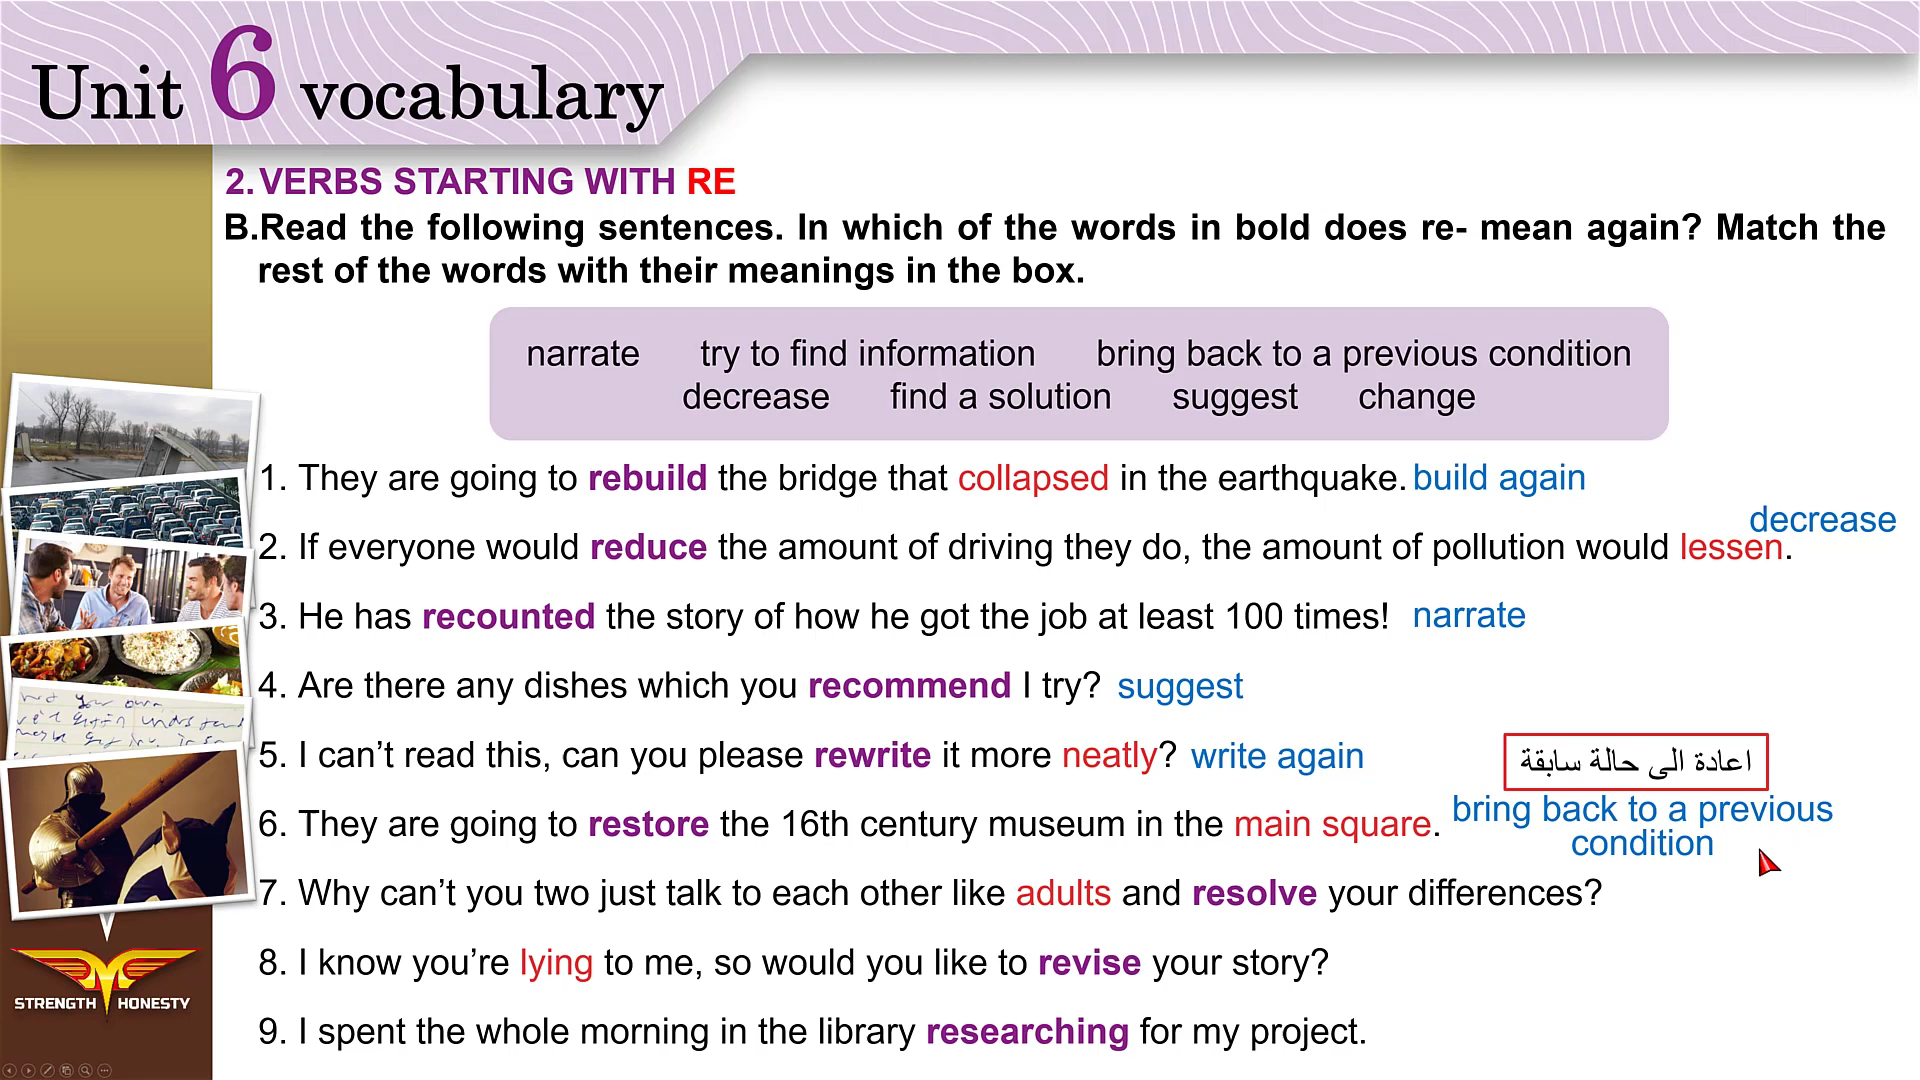 Unit 6 vocabulary
2. VERBS STARTING WITH RE
B.Read the following sentences. In which of the words in bold does re- mean again? Match the
rest of the words with their meanings in the box.
narrate try to find information bring back to a previous condition
decrease find a solution suggest change
1. They are going to rebuild the bridge that collapsed in the earthquake. build again
decrease
2. If everyone would reduce the amount of driving they do, the amount of pollution would lessen.
3. He has recounted the story of how he got the job at least 100 times! narrate
4. Are there any dishes which you recommend I try? suggest
5. I can’t read this, can you please rewrite it more neatly? write again
اعادة الى حالة سابقة
6. They are going to restore the 16th century museum in the main square. bring back to a previous
condition
7. Why can’t you two just talk to each other like adults and resolve your differences?
8. I know you’re lying to me, so would you like to revise your story?
9. I spent the whole morning in the library researching for my project.
STRENGTH HONESTY